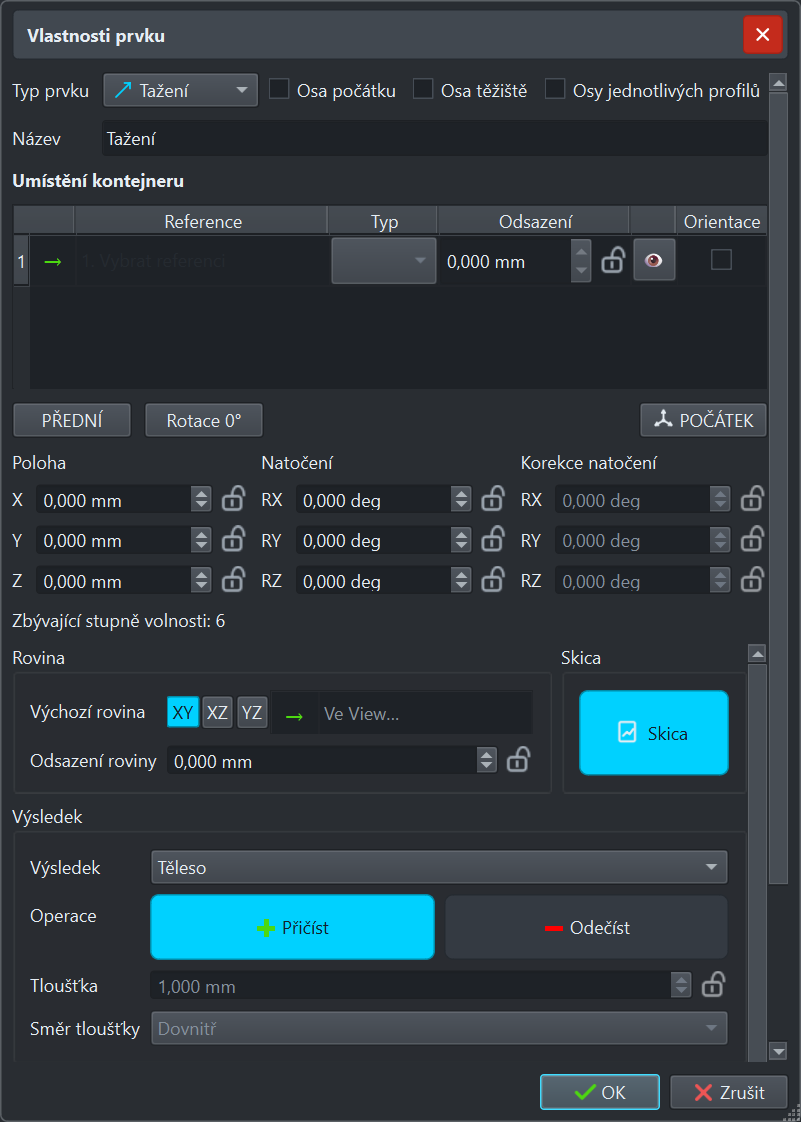 Vlastnosti prvku
Typ prvku Tažení Osa počátku Osa těžiště Osy jednotlivých profilů
Název Tažení
Umístění kontejneru
Reference Typ Odsazení Orientace
1 1. Vybrat referenci 0,000 mm
PŘEDNÍ Rotace 0° POČÁTEK
Poloha Natočení Korekce natočení
X 0,000 mm RX 0,000 deg RX 0,000 deg
Y 0,000 mm RY 0,000 deg RY 0,000 deg
Z 0,000 mm RZ 0,000 deg RZ 0,000 deg
Zbývající stupně volnosti: 6
Rovina Skica
Výchozí rovina XY XZ YZ Ve View... Skica
Odsazení roviny 0,000 mm
Výsledek
Výsledek Těleso
Operace Přičíst Odečíst
Tloušťka 1,000 mm
Směr tloušťky Dovnitř
OK Zrušit